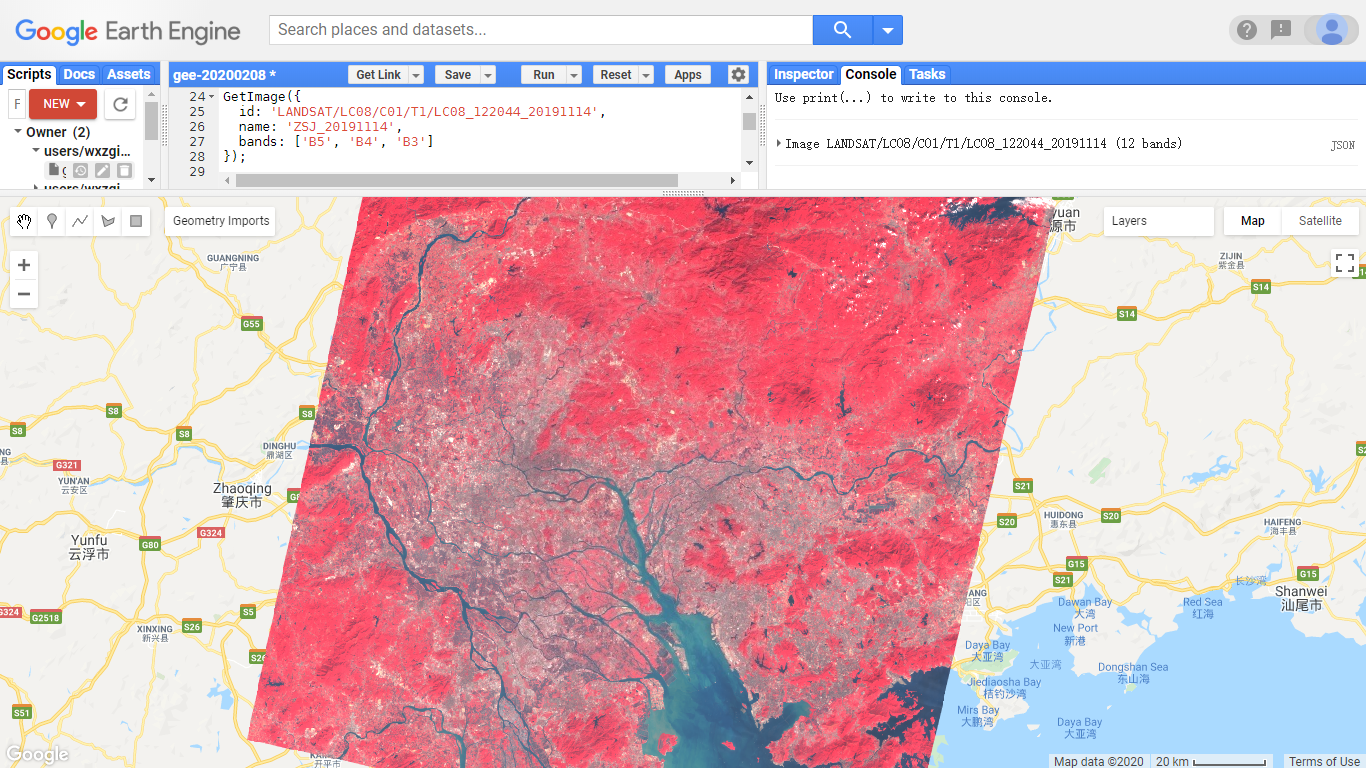 Google Earth Engine
Search places and datasets...
Scripts Docs Assets
NEW
Owner (2)
users/wxzgi...
gee-20200208 *
Get Link
Save
Run
Reset
Apps
24 GetImage({
25 id: 'LANDSAT/LC08/C01/T1/LC08_122044_20191114',
26 name: 'ZSJ_20191114',
27 bands: ['B5', 'B4', 'B3']
28 });
29
Inspector Console Tasks
Use print(...) to write to this console.
Image LANDSAT/LC08/C01/T1/LC08_122044_20191114 (12 bands)
JSON
Geometry Imports
Layers
Map Satellite
yuan
源市
GUANGNING
广宁县
ZIJIN
紫金县
S14
S14
G55
S8
S8
S8
S8
DINGHU
鼎湖区
G321
YUN'AN
云安区
Zhaoqing
肇庆市
G324
Yunfu
云浮市
G80
G324
G2518
S5
S26
XINXING
新兴县
S26
S51
S21
S20
HUIDONG
惠东县
S20
HAIFENG
海丰县
G15
S21
G15
长沙湾
Shanwei
汕尾市
Dawan Bay
大湾
Red Sea
红海
New Port
新港
Daya Bay
大亚湾
大亚湾
Dongshan Sea
东山海
Jiediaosha Bay
桔钓沙湾
Mirs Bay
大鹏湾
Daya Bay
大亚湾
开平市
Google
Map data ©2020
20 km
Terms of Use